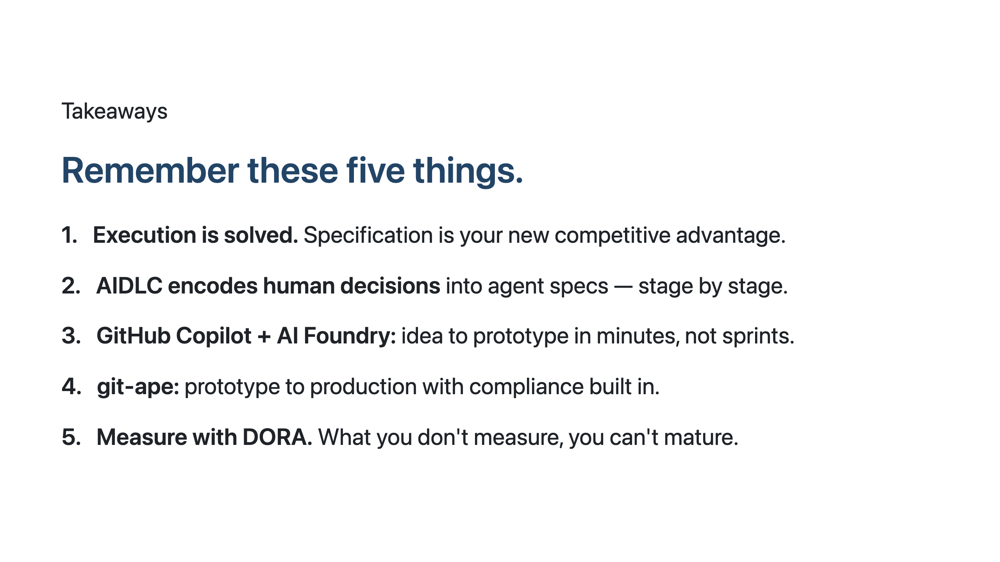 Takeaways
Remember these five things.
1. Execution is solved. Specification is your new competitive advantage.
2. AIDLC encodes human decisions into agent specs — stage by stage.
3. GitHub Copilot + AI Foundry: idea to prototype in minutes, not sprints.
4. git-ape: prototype to production with compliance built in.
5. Measure with DORA. What you don't measure, you can't mature.